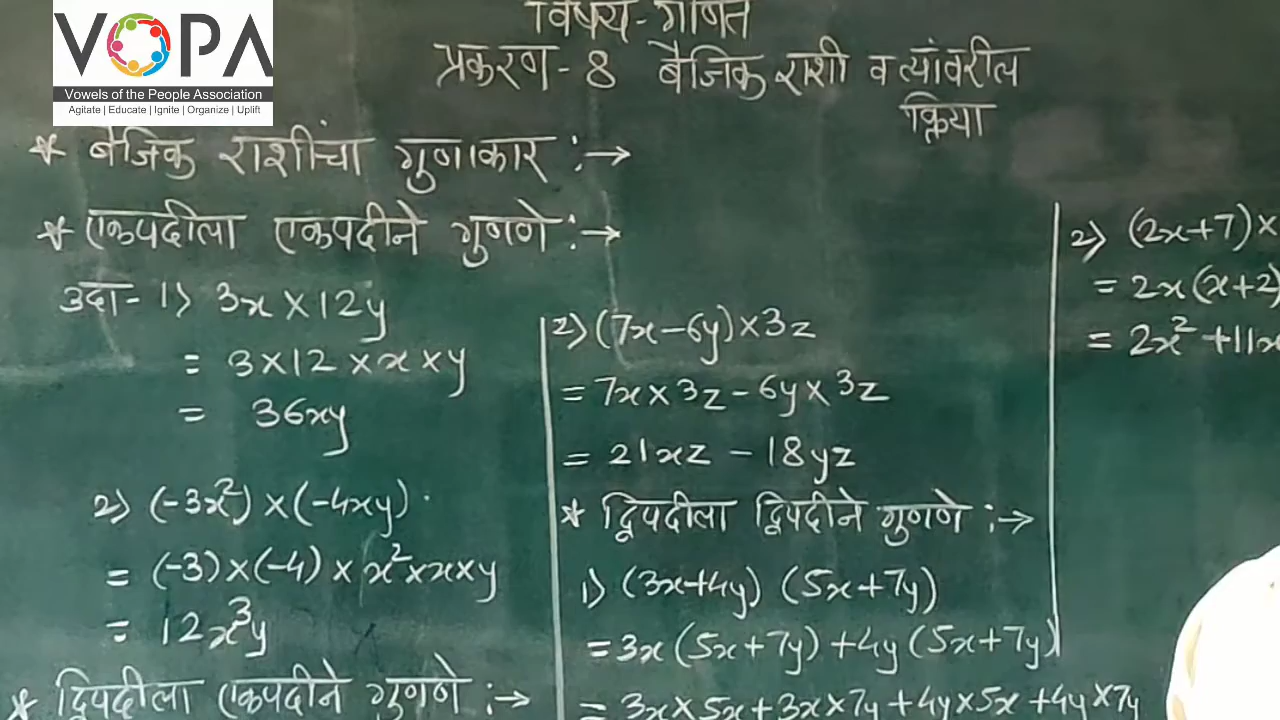 VOPA
Vowels of the People Association
Agitate | Educate | Ignite | Organize | Uplift
विषय - गणित
प्रकरण - 8 बैजिक राशी व त्यांवरील
क्रिया
* बैजिक राशींचा गुणाकार :→
* एकपदीला एकपदीने गुणणे :→
उदा - 1) 3x × 12y
= 3 × 12 × x × y
= 36xy
2) (-3x²) × (-4xy)
= (-3) × (-4) × x² × x × y
= 12x³y
* द्विपदीला एकपदीने गुणणे :→
2) (7x - 6y) × 3z
= 7x × 3z - 6y × 3z
= 21xz - 18yz
* द्विपदीला द्विपदीने गुणणे :→
1) (3x+4y) (5x+7y)
= 3x (5x+7y) + 4y (5x+7y)
= 3x × 5x + 3x × 7y + 4y × 5x + 4y × 7y
2) (2x+7) ×
= 2x (x+2)
= 2x² + 11x